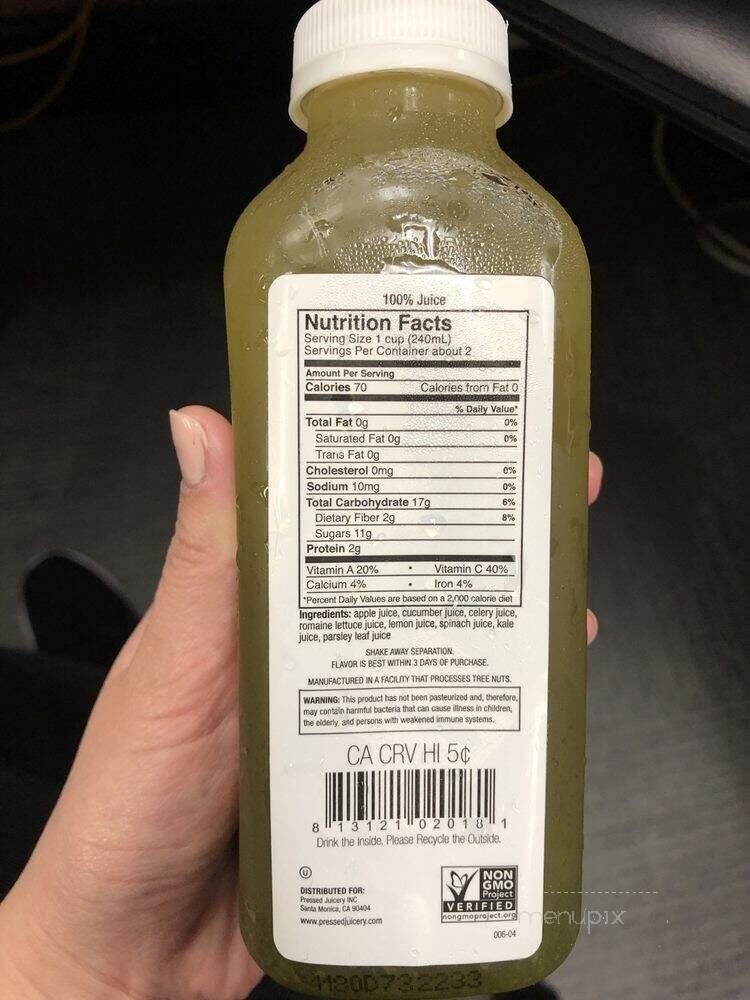 100% Juice
Nutrition Facts
Serving Size 1 cup (240mL)
Servings Per Container about 2
Amount Per Serving
Calories 70 Calories from Fat 0
% Daily Value*
Total Fat 0g 0%
Saturated Fat 0g 0%
Trans Fat 0g
Cholesterol 0mg 0%
Sodium 10mg 0%
Total Carbohydrate 17g 6%
Dietary Fiber 2g 8%
Sugars 11g
Protein 2g
Vitamin A 20% • Vitamin C 40%
Calcium 4% • Iron 4%
*Percent Daily Values are based on a 2,000 calorie diet
Ingredients: apple juice, cucumber juice, celery juice,
romaine lettuce juice, lemon juice, spinach juice, kale
juice, parsley leaf juice
SHAKE AWAY SEPARATION.
FLAVOR IS BEST WITHIN 3 DAYS OF PURCHASE.
MANUFACTURED IN A FACILITY THAT PROCESSES TREE NUTS.
WARNING: This product has not been pasteurized and, therefore,
may contain harmful bacteria that can cause illness in children,
the elderly, and persons with weakened immune systems.
CA CRV HI 5¢
8 13121 02018 1
Drink the Inside. Please Recycle the Outside.
U
DISTRIBUTED FOR:
Pressed Juicery INC
Santa Monica, CA 90404
www.pressedjuicery.com
NON
GMO
Project
VERIFIED
nongmoproject.org
menupix
006-04
1180D732233